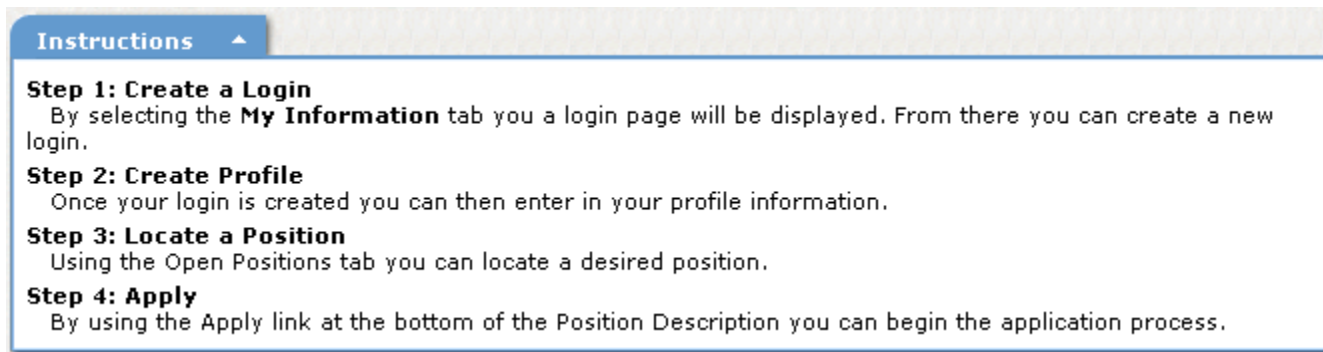 Instructions
Step 1: Create a Login
By selecting the My Information tab you a login page will be displayed. From there you can create a new
login.
Step 2: Create Profile
Once your login is created you can then enter in your profile information.
Step 3: Locate a Position
Using the Open Positions tab you can locate a desired position.
Step 4: Apply
By using the Apply link at the bottom of the Position Description you can begin the application process.